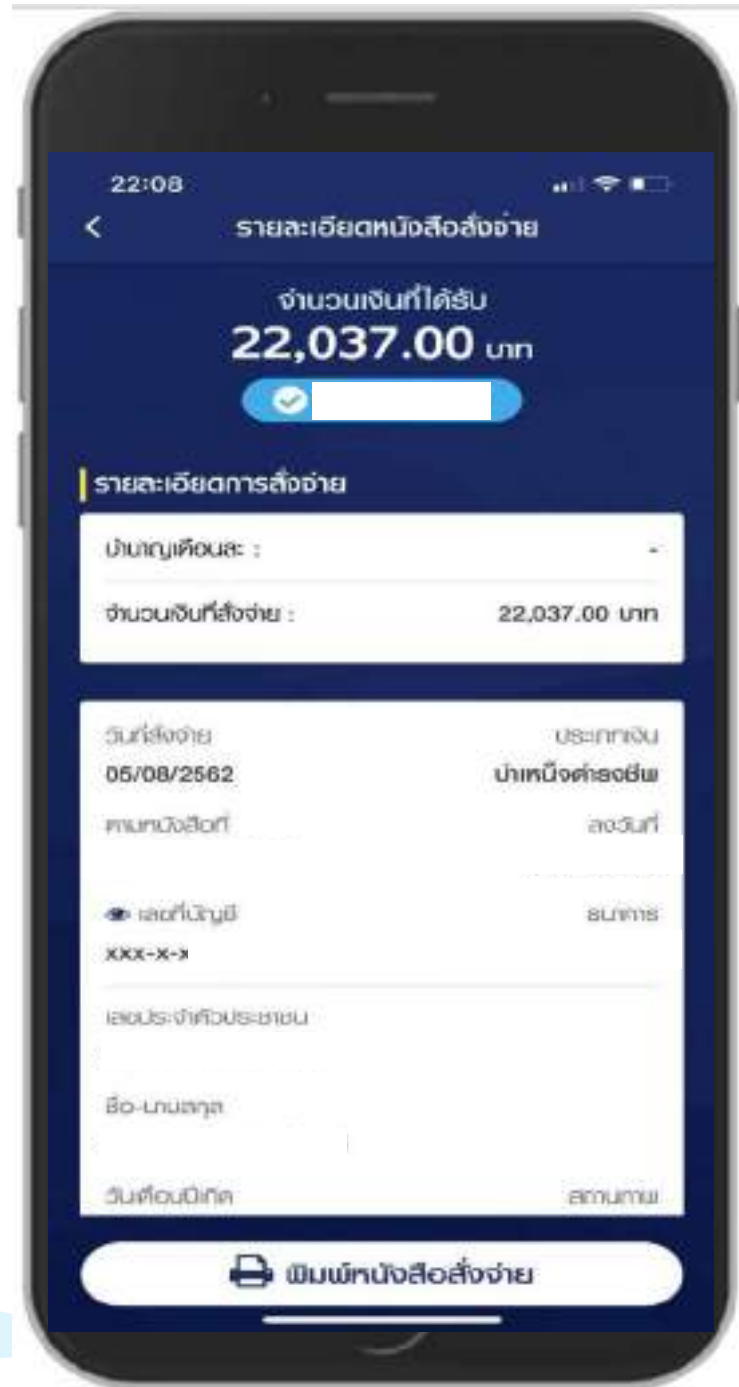 22:08
< รายละเอียดหนังสือสั่งจ่าย
จำนวนเงินที่ได้รับ
22,037.00 บาท
รายละเอียดการสั่งจ่าย
บำนาญเดือนละ : -
จำนวนเงินที่สั่งจ่าย : 22,037.00 บาท
วันที่สั่งจ่าย ประเภทเงิน
05/08/2562 บำเหน็จดำรงชีพ
ตามหนังสือที่ ลงวันที่
เลขที่บัญชี ธนาคาร
xxx-x-x
เลขประจำตัวประชาชน
ชื่อ-นามสกุล
วันเดือนปีเกิด สถานภาพ
พิมพ์หนังสือสั่งจ่าย